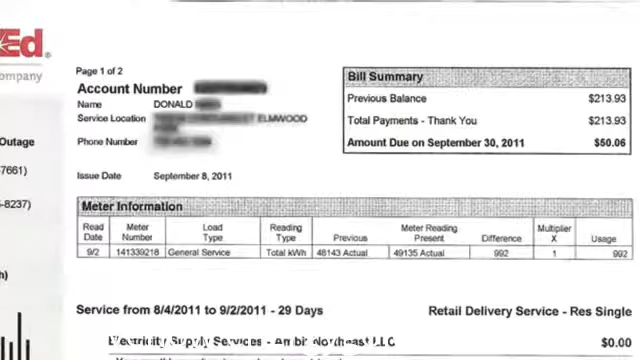 Ed
ompany
Outage
7661)
-8237)
h)
Page 1 of 2
Account Number
Name DONALD
Service Location ELMWOOD
Phone Number
Issue Date September 8, 2011
Bill Summary
Previous Balance $213.93
Total Payments - Thank You $213.93
Amount Due on September 30, 2011 $50.06
Meter Information
Read Date Meter Number Load Type Reading Type Meter Reading Previous Present Difference Multiplier X Usage
9/2 141339218 General Service Total kWh 48143 Actual 49135 Actual 992 1 992
Service from 8/4/2011 to 9/2/2011 - 29 Days Retail Delivery Service - Res Single
Electricity Supply Services - Ambit Northeast LLC $0.00